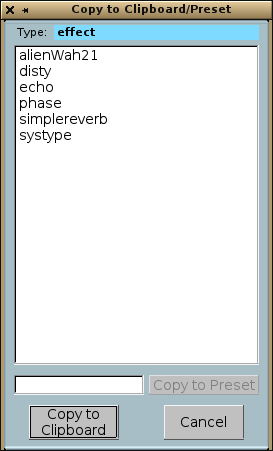 Copy to Clipboard/Preset
Type: effect
alienWah21
disty
echo
phase
simplereverb
systype
Copy to Preset
Copy to
Clipboard
Cancel